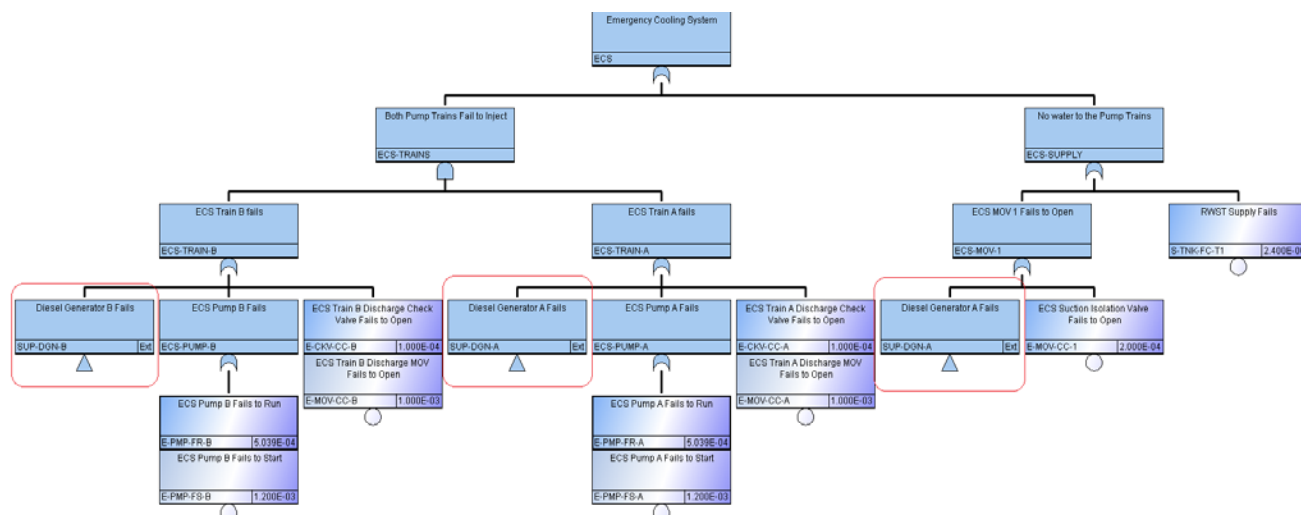 Emergency Cooling System
ECS
Both Pump Trains Fail to Inject
ECS-TRAINS
No water to the Pump Trains
ECS-SUPPLY
ECS Train B fails
ECS-TRAIN-B
ECS Train A fails
ECS-TRAIN-A
ECS MOV 1 Fails to Open
ECS-MOV-1
RWST Supply Fails
S-TNK-FC-T1
Diesel Generator B Fails
SUP-DGN-B Ext
ECS Pump B Fails
ECS-PUMP-B
ECS Train B Discharge Check
Valve Fails to Open
E-CKV-CC-B 1.000E-04
ECS Train B Discharge MOV
Fails to Open
E-MOV-CC-B 1.000E-03
Diesel Generator A Fails
SUP-DGN-A Ext
ECS Pump A Fails
ECS-PUMP-A
ECS Train A Discharge Check
Valve Fails to Open
E-CKV-CC-A 1.000E-04
ECS Train A Discharge MOV
Fails to Open
E-MOV-CC-A 1.000E-03
Diesel Generator A Fails
SUP-DGN-A Ext
ECS Suction Isolation Valve
Fails to Open
E-MOV-CC-1 2.000E-04
ECS Pump B Fails to Run
E-PMP-FR-B 5.039E-04
ECS Pump B Fails to Start
E-PMP-FS-B 1.200E-03
ECS Pump A Fails to Run
E-PMP-FR-A 5.039E-04
ECS Pump A Fails to Start
E-PMP-FS-A 1.200E-03